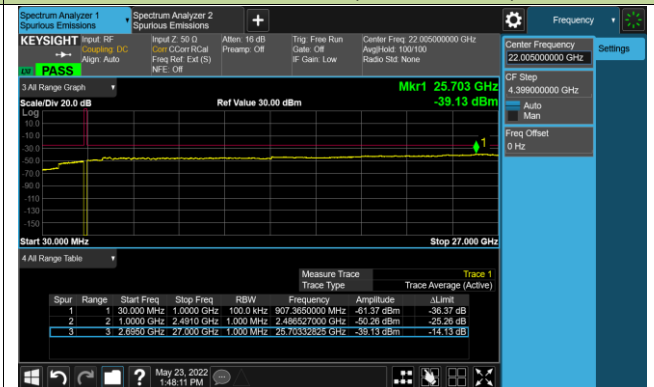 Spectrum Analyzer 1
Spurious Emissions
Spectrum Analyzer 2
Spurious Emissions
Frequency
KEYSIGHT
Input: RF
Coupling: DC
Align: Auto
Input Z: 50 Ω
Corr CCorr RCal
Freq Ref: Ext (S)
NFE: Off
Atten: 16 dB
Preamp: Off
Trig: Free Run
Gate: Off
IF Gain: Low
Center Freq: 22.005000000 GHz
Avg|Hold: 100/100
Radio Std: None
PASS
3 All Range Graph
Mkr1 25.703 GHz
-39.13 dBm
Scale/Div 20.0 dB
Ref Value 30.00 dBm
Log
10.0
-10.0
-30.0
-50.0
-70.0
-90.0
-110
-130
-150
1
Start 30.000 MHz
Stop 27.000 GHz
4 All Range Table
Measure Trace Trace 1
Trace Type Trace Average (Active)
Spur Range Start Freq Stop Freq RBW Frequency Amplitude ΔLimit
1 1 30.000 MHz 1.0000 GHz 100.0 kHz 907.3650000 MHz -61.37 dBm -36.37 dB
2 2 1.0000 GHz 2.4910 GHz 1.000 MHz 2.486527000 GHz -50.26 dBm -25.26 dB
3 3 2.6950 GHz 27.000 GHz 1.000 MHz 25.70332825 GHz -39.13 dBm -14.13 dB
Center Frequency
22.005000000 GHz
Settings
CF Step
4.399000000 GHz
Auto
Man
Freq Offset
0 Hz
May 23, 2022
1:48:11 PM